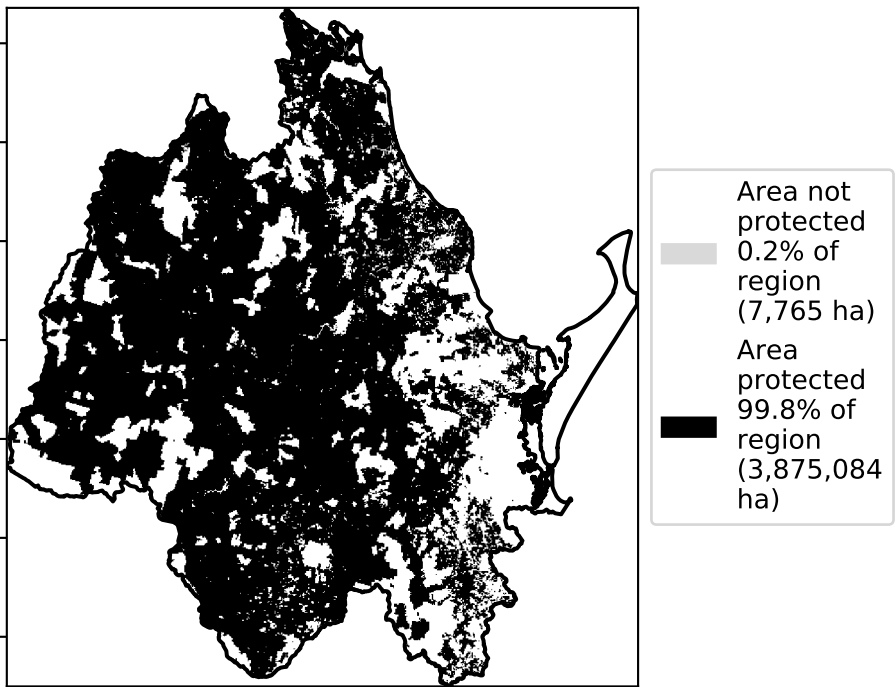 Area not
protected
0.2% of
region
(7,765 ha)
Area
protected
99.8% of
region
(3,875,084
ha)